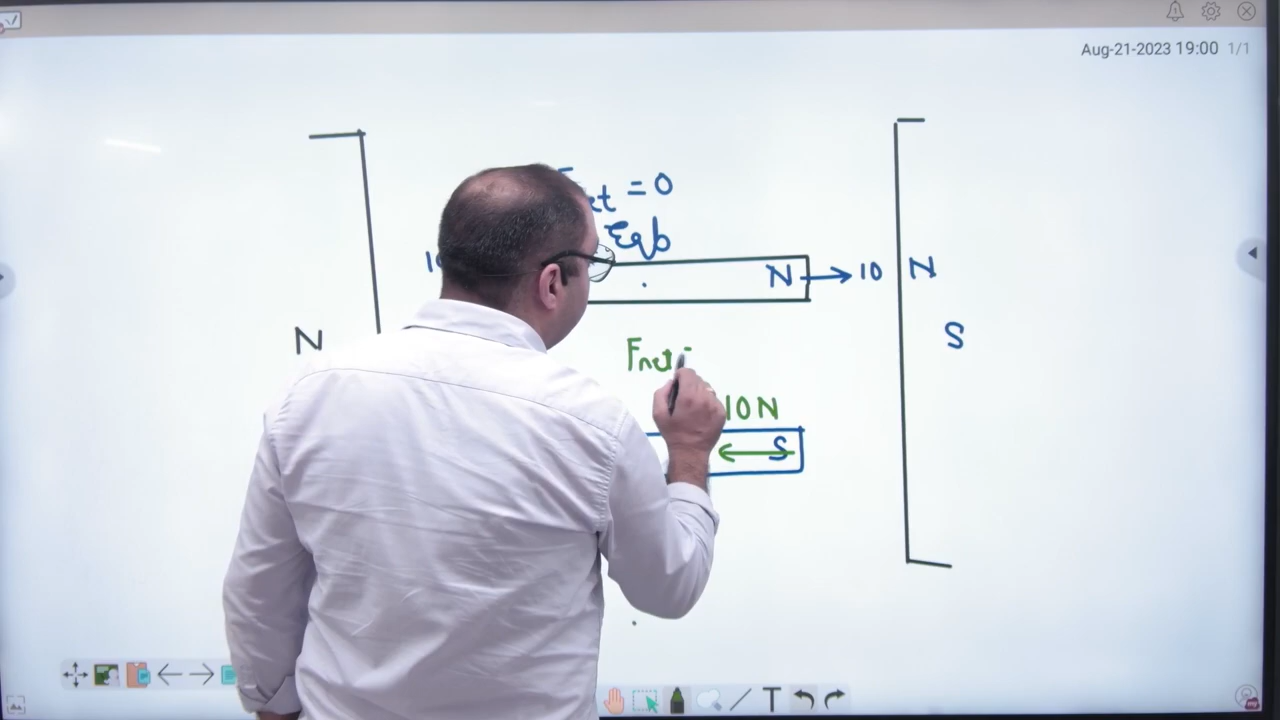 Aug-21-2023 19:00 1/1
= 0
Eqb
N → 10
N
N
S
Fnet =
10N
S
T